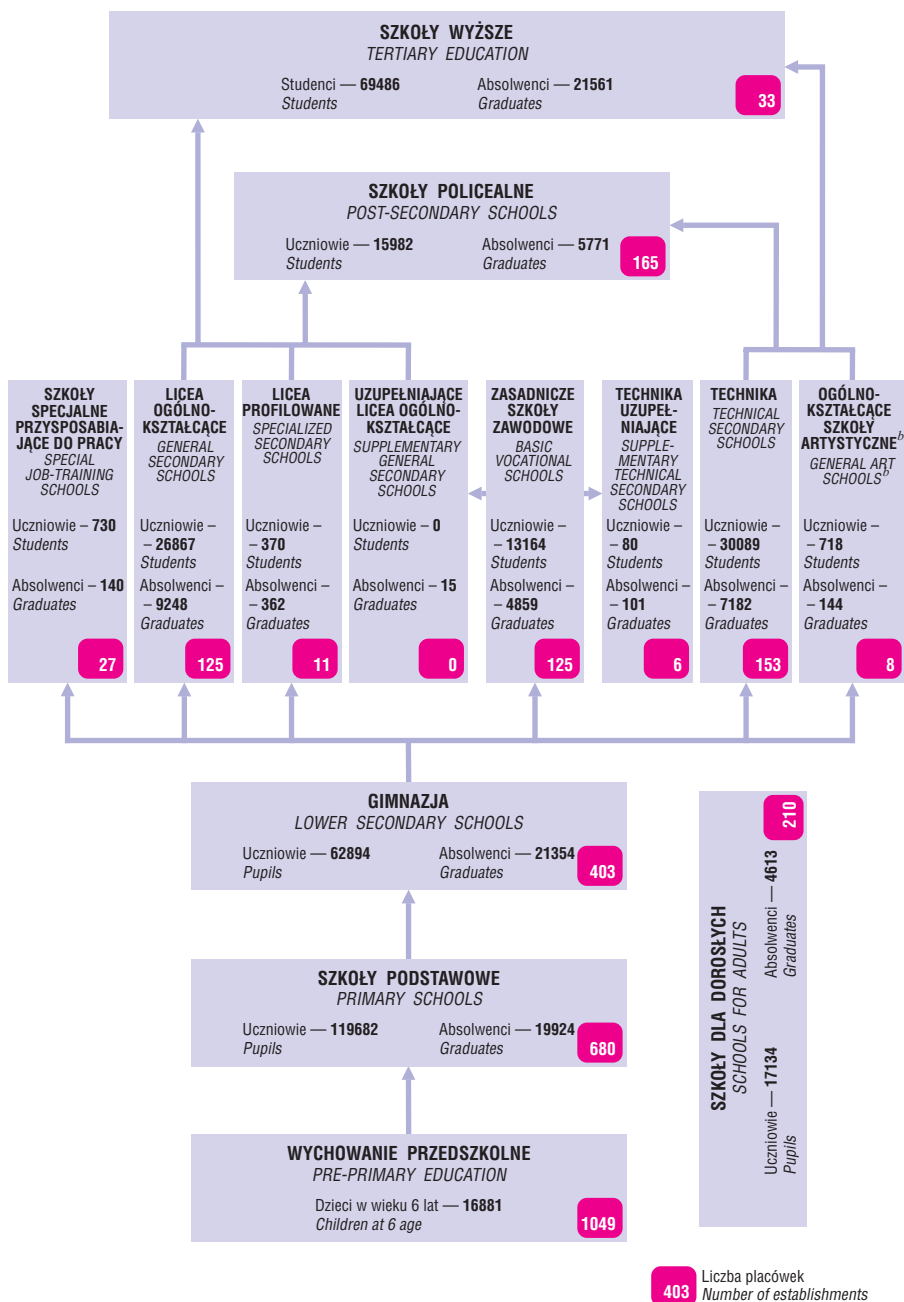 SZKOŁY WYŻSZE
TERTIARY EDUCATION
Studenci — 69486
Students
Absolwenci — 21561
Graduates
33
SZKOŁY POLICEALNE
POST-SECONDARY SCHOOLS
Uczniowie — 15982
Students
Absolwenci — 5771
Graduates
165
SZKOŁY
SPECJALNE
PRZYSPOSABIA-
JĄCE DO PRACY
SPECIAL
JOB-TRAINING
SCHOOLS
Uczniowie – 730
Students
Absolwenci – 140
Graduates
27
LICEA
OGÓLNO-
KSZTAŁCĄCE
GENERAL
SECONDARY
SCHOOLS
Uczniowie –
– 26867
Students
Absolwenci –
– 9248
Graduates
125
LICEA
PROFILOWANE
SPECIALIZED
SECONDARY
SCHOOLS
Uczniowie –
– 370
Students
Absolwenci –
– 362
Graduates
11
UZUPEŁNIAJĄCE
LICEA OGÓLNO-
KSZTAŁCĄCE
SUPPLEMENTARY
GENERAL
SECONDARY
SCHOOLS
Uczniowie – 0
Students
Absolwenci – 15
Graduates
0
ZASADNICZE
SZKOŁY
ZAWODOWE
BASIC
VOCATIONAL
SCHOOLS
Uczniowie –
– 13164
Students
Absolwenci –
– 4859
Graduates
125
TECHNIKA
UZUPEŁ-
NIAJĄCE
SUPPLE-
MENTARY
TECHNICAL
SECONDARY
SCHOOLS
Uczniowie –
– 80
Students
Absolwenci –
– 101
Graduates
6
TECHNIKA
TECHNICAL
SECONDARY
SCHOOLS
Uczniowie –
– 30089
Students
Absolwenci –
– 7182
Graduates
153
OGÓLNO-
KSZTAŁCĄCE
SZKOŁY
ARTYSTYCZNE b
GENERAL ART
SCHOOLS b
Uczniowie –
– 718
Students
Absolwenci –
– 144
Graduates
8
GIMNAZJA
LOWER SECONDARY SCHOOLS
Uczniowie — 62894
Pupils
Absolwenci — 21354
Graduates
403
SZKOŁY PODSTAWOWE
PRIMARY SCHOOLS
Uczniowie — 119682
Pupils
Absolwenci — 19924
Graduates
680
WYCHOWANIE PRZEDSZKOLNE
PRE-PRIMARY EDUCATION
Dzieci w wieku 6 lat — 16881
Children at 6 age
1049
SZKOŁY DLA DOROSŁYCH
SCHOOLS FOR ADULTS
Uczniowie — 17134
Pupils
Absolwenci — 4613
Graduates
210
403
Liczba placówek
Number of establishments